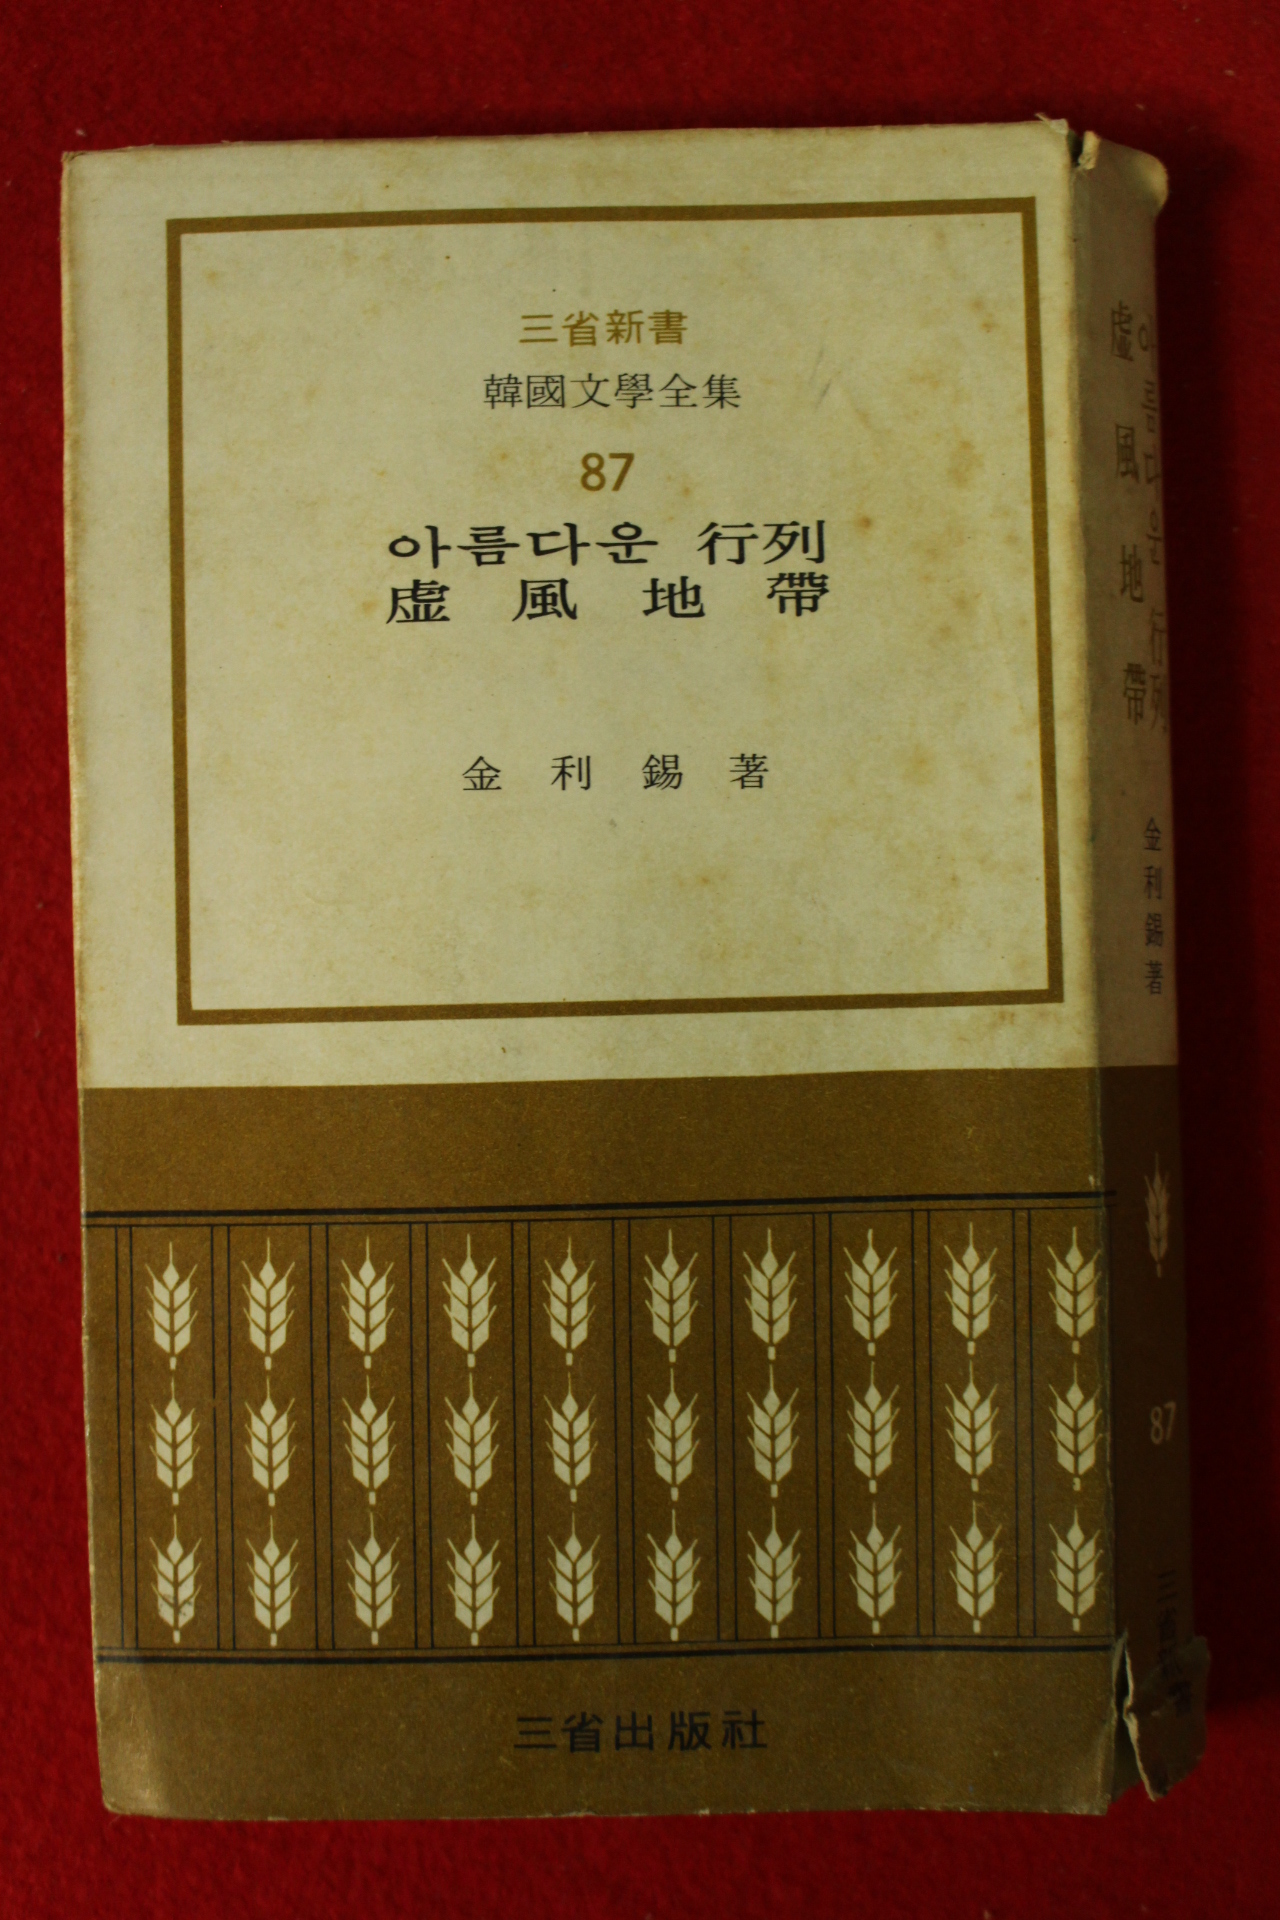 三省新書
韓國文學全集
87
아름다운 行列
虛風地帶
金利錫著
三省出版社
아름다운 行列
虛風地帶
金利錫著
87